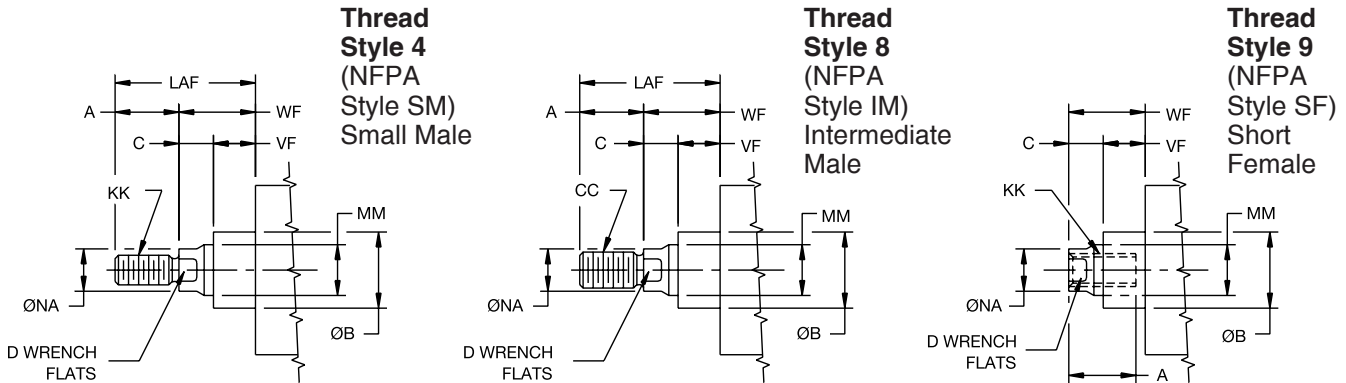 Thread
Style 4
(NFPA
Style SM)
Small Male
LAF
A
WF
C
VF
KK
MM
ØNA
ØB
D WRENCH
FLATS
Thread
Style 8
(NFPA
Style IM)
Intermediate
Male
LAF
A
WF
C
VF
CC
MM
ØNA
ØB
D WRENCH
FLATS
Thread
Style 9
(NFPA
Style SF)
Short
Female
WF
C
VF
KK
MM
ØNA
ØB
D WRENCH
FLATS
A